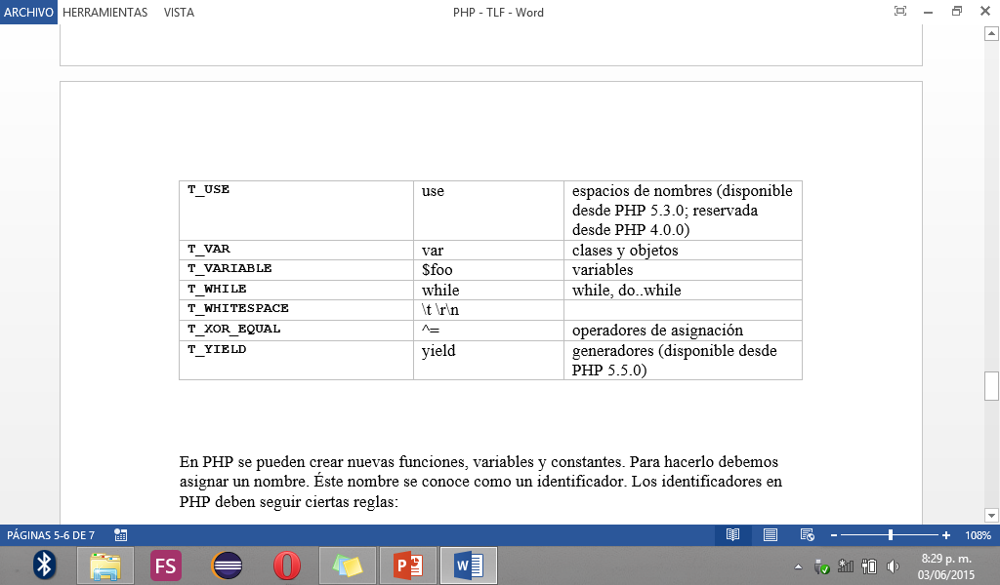 ARCHIVO HERRAMIENTAS VISTA PHP - TLF - Word
T_USE use espacios de nombres (disponible
desde PHP 5.3.0; reservada
desde PHP 4.0.0)
T_VAR var clases y objetos
T_VARIABLE $foo variables
T_WHILE while while, do..while
T_WHITESPACE \t \r\n
T_XOR_EQUAL ^= operadores de asignación
T_YIELD yield generadores (disponible desde
PHP 5.5.0)
En PHP se pueden crear nuevas funciones, variables y constantes. Para hacerlo debemos
asignar un nombre. Éste nombre se conoce como un identificador. Los identificadores en
PHP deben seguir ciertas reglas:
PÁGINAS 5-6 DE 7 108%
FS P W 8:29 p. m.
03/06/2015